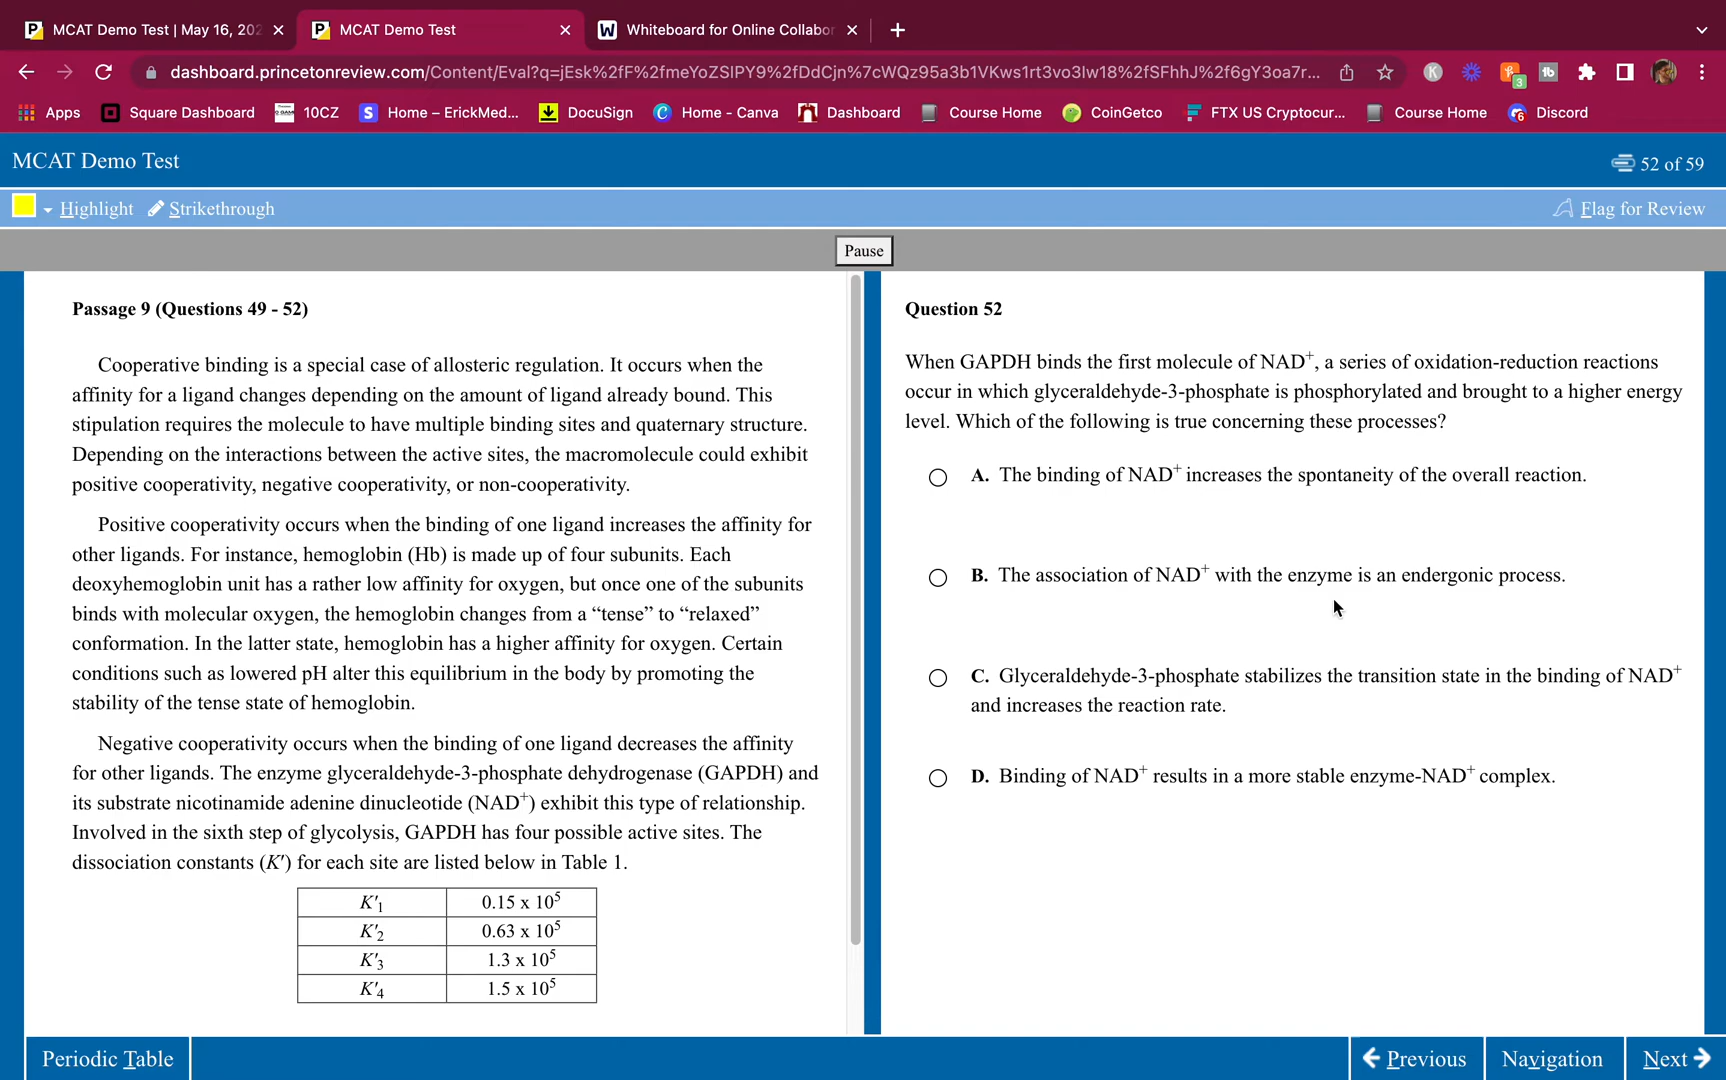 MCAT Demo Test | May 16, 202
MCAT Demo Test
Whiteboard for Online Collabor
dashboard.princetonreview.com/Content/Eval?q=jEsk%2fF%2fmeYoZSIPY9%2fDdCjn%7cWQz95a3b1VKws1rt3vo3lw18%2fSFhhJ%2f6gY3oa7r...
Apps Square Dashboard 10CZ Home – ErickMed... DocuSign Home - Canva Dashboard Course Home CoinGetco FTX US Cryptocur... Course Home Discord
MCAT Demo Test
52 of 59
Highlight Strikethrough
Flag for Review
Pause
Passage 9 (Questions 49 - 52)
Cooperative binding is a special case of allosteric regulation. It occurs when the
affinity for a ligand changes depending on the amount of ligand already bound. This
stipulation requires the molecule to have multiple binding sites and quaternary structure.
Depending on the interactions between the active sites, the macromolecule could exhibit
positive cooperativity, negative cooperativity, or non-cooperativity.
Positive cooperativity occurs when the binding of one ligand increases the affinity for
other ligands. For instance, hemoglobin (Hb) is made up of four subunits. Each
deoxyhemoglobin unit has a rather low affinity for oxygen, but once one of the subunits
binds with molecular oxygen, the hemoglobin changes from a “tense” to “relaxed”
conformation. In the latter state, hemoglobin has a higher affinity for oxygen. Certain
conditions such as lowered pH alter this equilibrium in the body by promoting the
stability of the tense state of hemoglobin.
Negative cooperativity occurs when the binding of one ligand decreases the affinity
for other ligands. The enzyme glyceraldehyde-3-phosphate dehydrogenase (GAPDH) and
its substrate nicotinamide adenine dinucleotide (NAD⁺) exhibit this type of relationship.
Involved in the sixth step of glycolysis, GAPDH has four possible active sites. The
dissociation constants (K′) for each site are listed below in Table 1.
K′₁ 0.15 x 10⁵
K′₂ 0.63 x 10⁵
K′₃ 1.3 x 10⁵
K′₄ 1.5 x 10⁵
Question 52
When GAPDH binds the first molecule of NAD⁺, a series of oxidation-reduction reactions
occur in which glyceraldehyde-3-phosphate is phosphorylated and brought to a higher energy
level. Which of the following is true concerning these processes?
A. The binding of NAD⁺ increases the spontaneity of the overall reaction.
B. The association of NAD⁺ with the enzyme is an endergonic process.
C. Glyceraldehyde-3-phosphate stabilizes the transition state in the binding of NAD⁺
and increases the reaction rate.
D. Binding of NAD⁺ results in a more stable enzyme-NAD⁺ complex.
Periodic Table
Previous Navigation Next